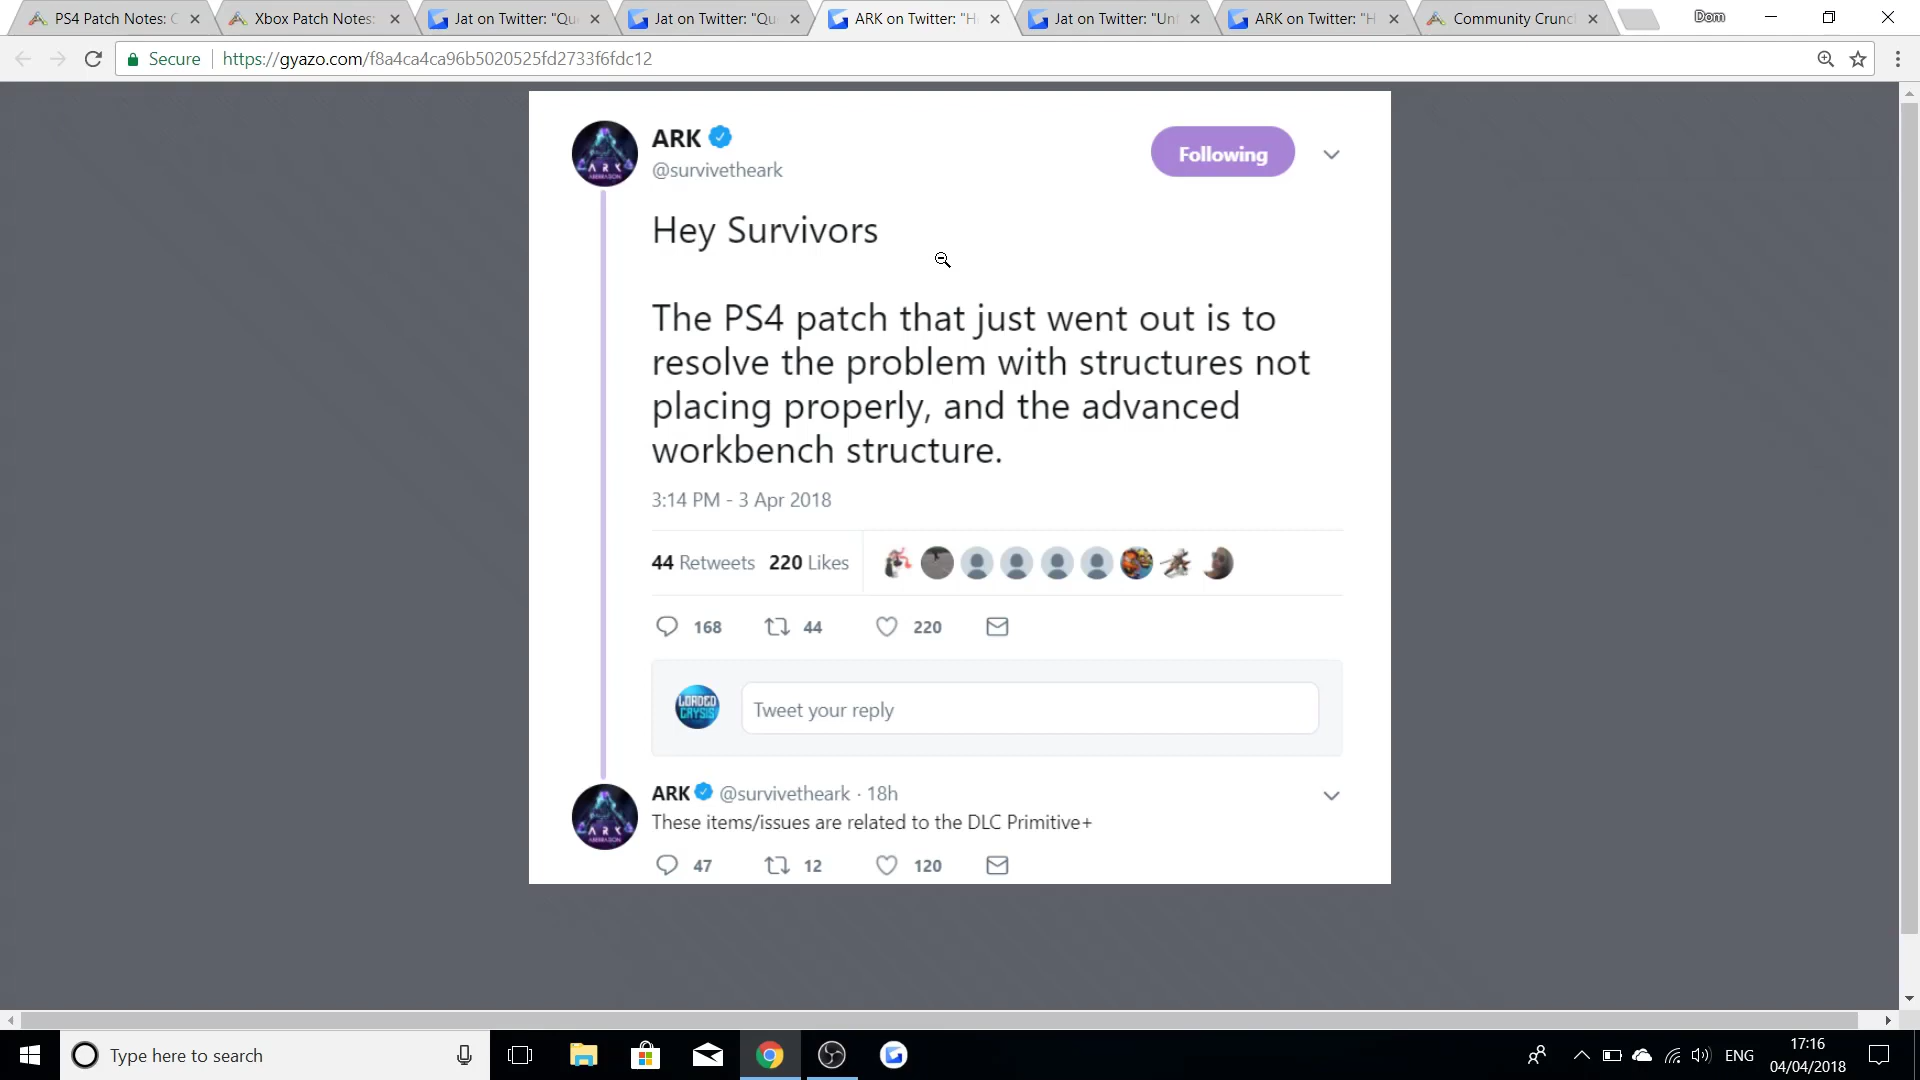 PS4 Patch Notes: C
Xbox Patch Notes:
Jat on Twitter: "Qu
Jat on Twitter: "Qu
ARK on Twitter: "H
Jat on Twitter: "Unf
ARK on Twitter: "H
Community Crunc
Dom
Secure
https://gyazo.com/f8a4ca4ca96b5020525fd2733f6fdc12
ARK
@survivetheark
Following
Hey Survivors
The PS4 patch that just went out is to
resolve the problem with structures not
placing properly, and the advanced
workbench structure.
3:14 PM - 3 Apr 2018
44 Retweets 220 Likes
168 44 220
LOADED
CRYSIS
Tweet your reply
ARK @survivetheark · 18h
These items/issues are related to the DLC Primitive+
47 12 120
Type here to search
ENG
17:16
04/04/2018